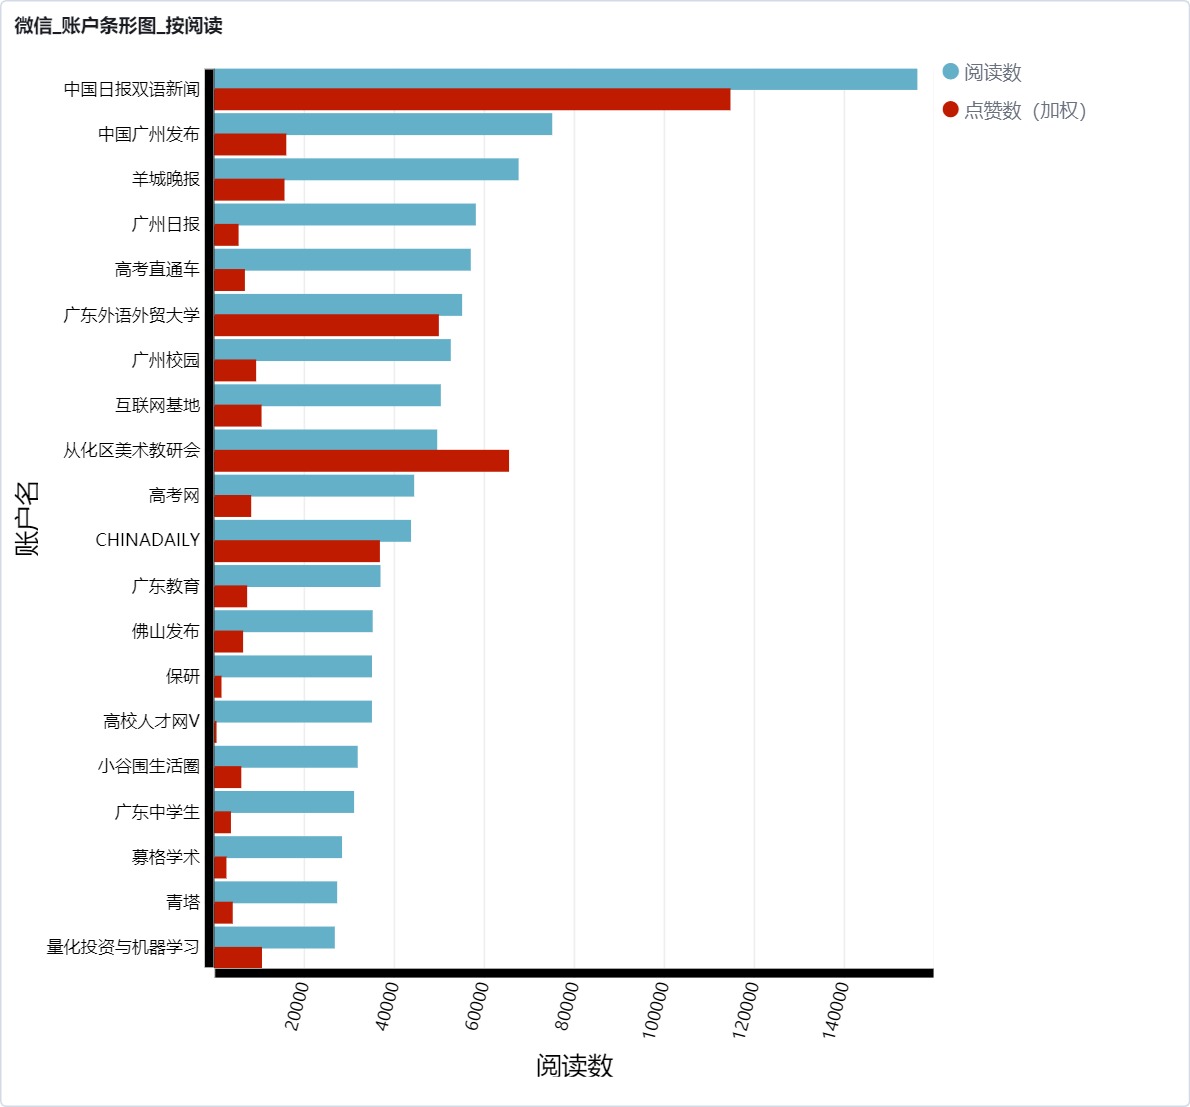 微信_账户条形图_按阅读
阅读数
点赞数（加权）
账户名
中国日报双语新闻
中国广州发布
羊城晚报
广州日报
高考直通车
广东外语外贸大学
广州校园
互联网基地
从化区美术教研会
高考网
CHINADAILY
广东教育
佛山发布
保研
高校人才网V
小谷围生活圈
广东中学生
募格学术
青塔
量化投资与机器学习
20000
40000
60000
80000
100000
120000
140000
阅读数